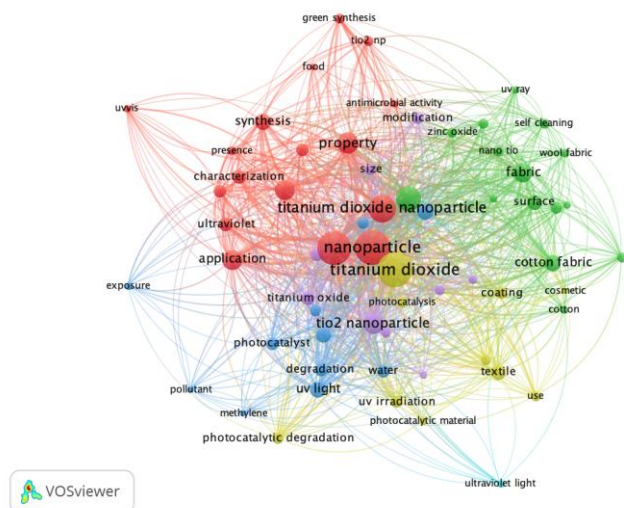 green synthesis
tio2 np
food
uvvis
antimicrobial activity
uv ray
modification
synthesis
zinc oxide
self cleaning
property
presence
nano tio
wool fabric
size
characterization
fabric
titanium dioxide nanoparticle
surface
ultraviolet
nanoparticle
application
cotton fabric
titanium dioxide
exposure
titanium oxide
photocatalysis
coating
cosmetic
cotton
tio2 nanoparticle
photocatalyst
degradation
water
textile
pollutant
uv light
uv irradiation
use
methylene
photocatalytic material
photocatalytic degradation
ultraviolet light
VOSviewer